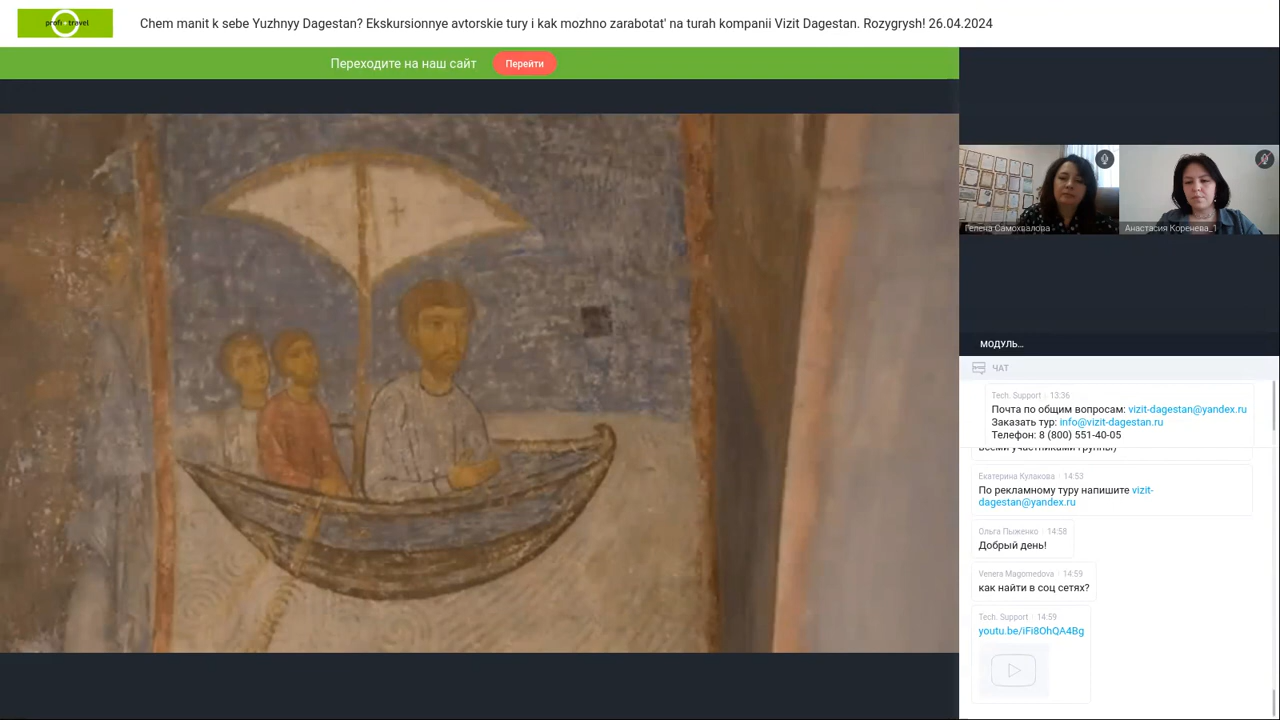 profi travel
Chem manit k sebe Yuzhnyy Dagestan? Ekskursionnye avtorskie tury i kak mozhno zarabotat' na turah kompanii Vizit Dagestan. Rozygrysh! 26.04.2024
Переходите на наш сайт
Перейти
Гелена Самохвалова
Анастасия Коренева_1
МОДУЛЬ...
ЧАТ
Tech. Support 13:36
Почта по общим вопросам: vizit-dagestan@yandex.ru
Заказать тур: info@vizit-dagestan.ru
Телефон: 8 (800) 551-40-05
всеми участниками группы)
Екатерина Кулакова 14:53
По рекламному туру напишите vizit-
dagestan@yandex.ru
Ольга Пыженко 14:58
Добрый день!
Venera Magomedova 14:59
как найти в соц сетях?
Tech. Support 14:59
youtu.be/iFi8OhQA4Bg